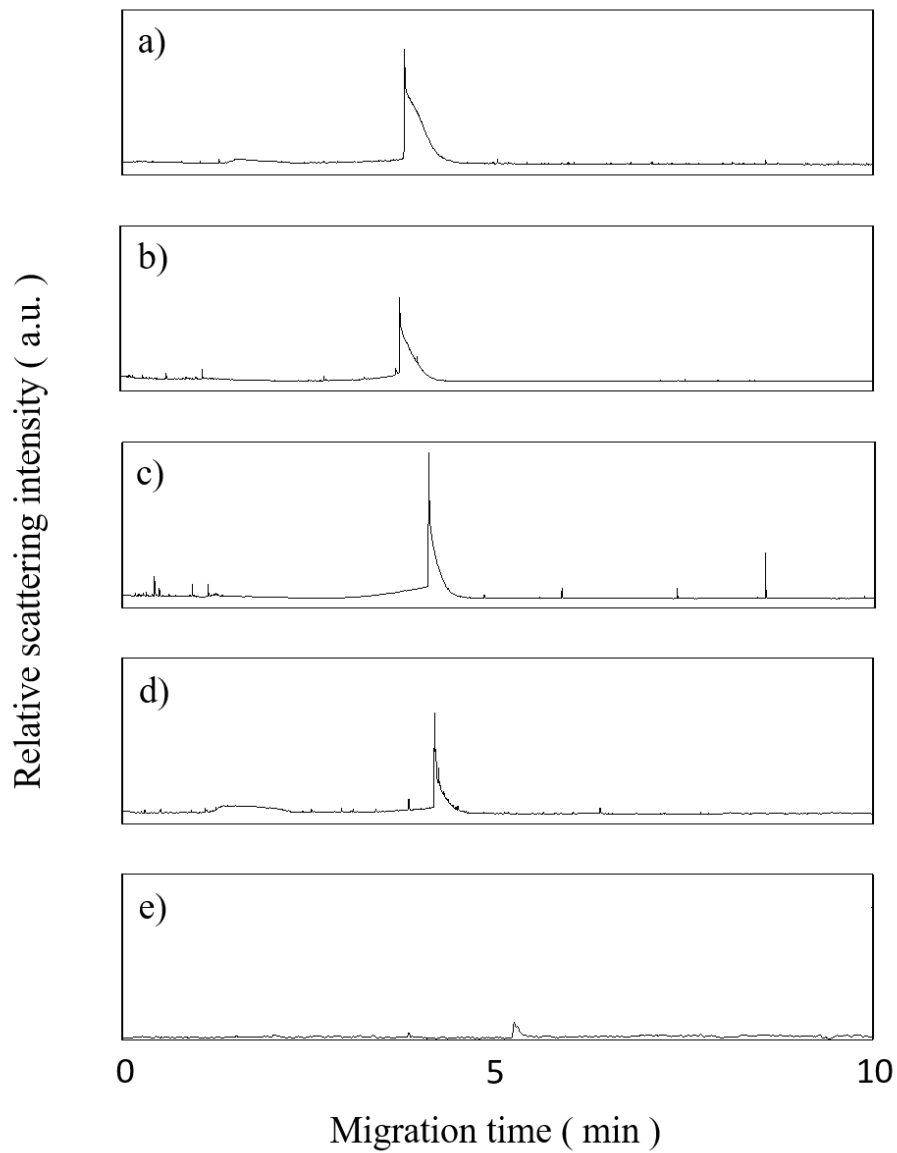 a)
b)
c)
d)
e)
Relative scattering intensity ( a.u. )
0 5 10
Migration time ( min )